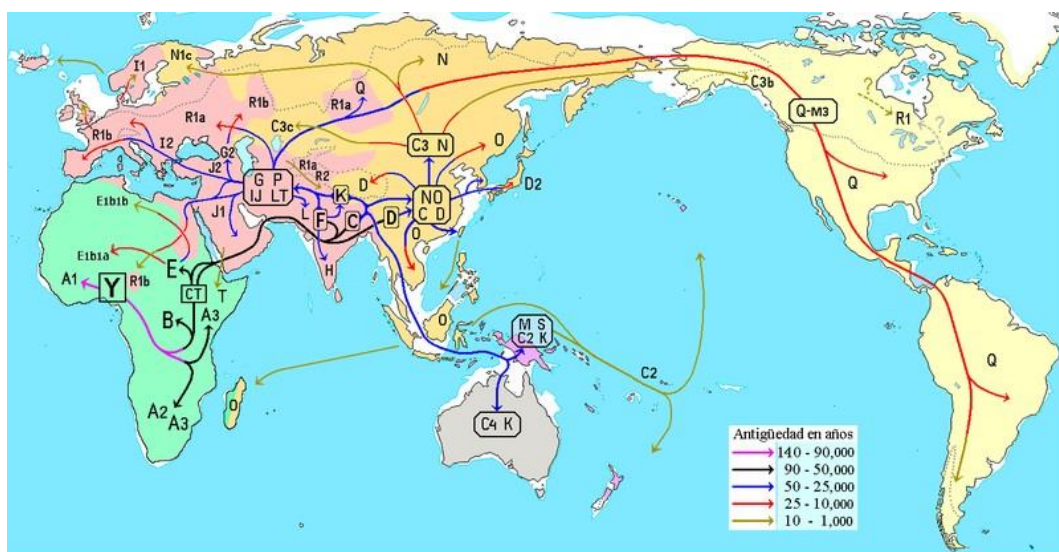 N1c
I1
N
Q
R1b
R1a
C3b
?
R1
?
Q-M3
R1b
R1a
I2
C3c
C3 N
O
G2
J2
R1a
R2
G P
IJ LT
K
D
NO
C D
D2
Q
E1b1b
J1
L
F
C
D
O
E1b1a
E
H
A1
Y
R1b
CT
T
B
A3
O
M S
C2 K
C2
Q
A2
A3
O
C4 K
Antigüedad en años
140 - 90,000
90 - 50,000
50 - 25,000
25 - 10,000
10 - 1,000